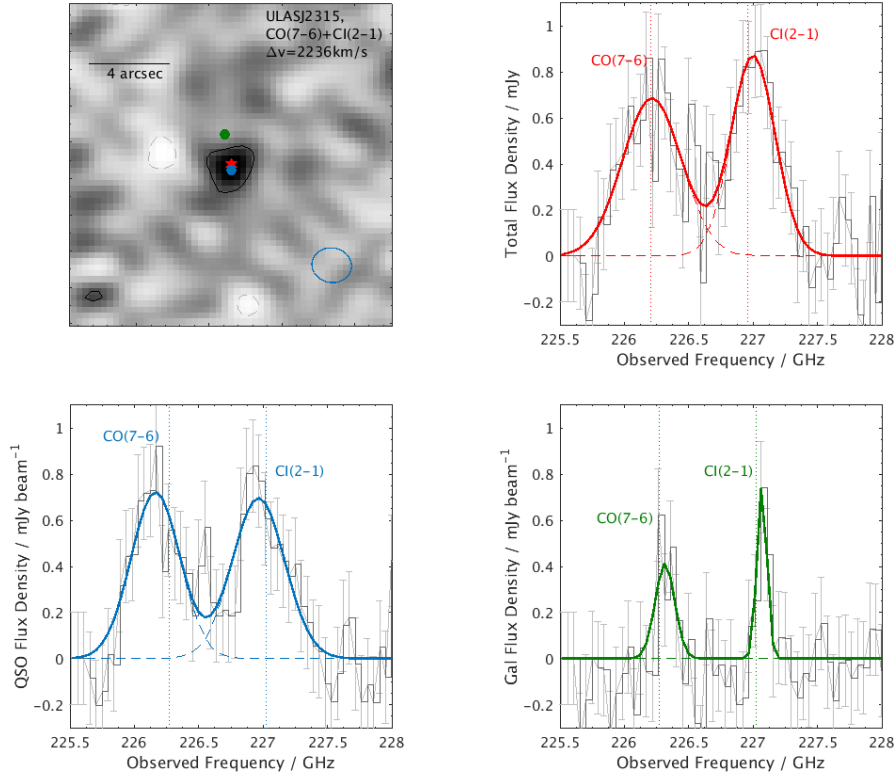 ULASJ2315,
CO(7-6)+CI(2-1)
Δv=2236km/s
4 arcsec
Total Flux Density / mJy
1
0.8
0.6
0.4
0.2
0
-0.2
CO(7-6)
CI(2-1)
225.5 226 226.5 227 227.5 228
Observed Frequency / GHz
QSO Flux Density / mJy beam⁻¹
1
0.8
0.6
0.4
0.2
0
-0.2
CO(7-6)
CI(2-1)
225.5 226 226.5 227 227.5 228
Observed Frequency / GHz
Gal Flux Density / mJy beam⁻¹
1
0.8
0.6
0.4
0.2
0
-0.2
CI(2-1)
CO(7-6)
225.5 226 226.5 227 227.5 228
Observed Frequency / GHz